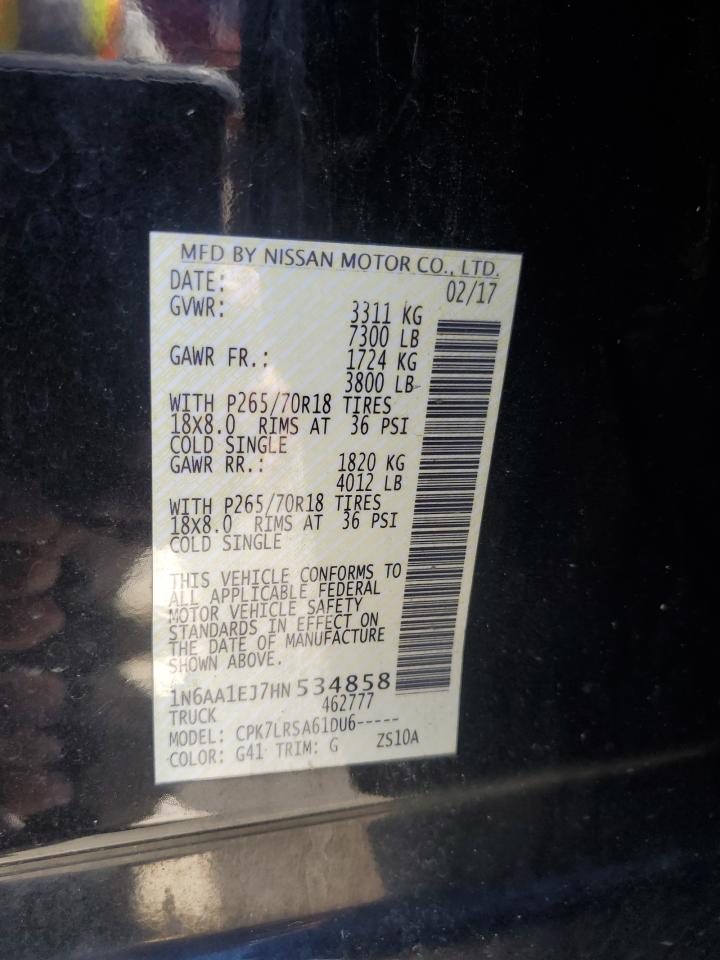 MFD BY NISSAN MOTOR CO., LTD.
DATE: 02/17
GVWR: 3311 KG
7300 LB
GAWR FR.: 1724 KG
3800 LB
WITH P265/70R18 TIRES
18X8.0 RIMS AT 36 PSI
COLD SINGLE
GAWR RR.: 1820 KG
4012 LB
WITH P265/70R18 TIRES
18X8.0 RIMS AT 36 PSI
COLD SINGLE
THIS VEHICLE CONFORMS TO
ALL APPLICABLE FEDERAL
MOTOR VEHICLE SAFETY
STANDARDS IN EFFECT ON
THE DATE OF MANUFACTURE
SHOWN ABOVE.
1N6AA1EJ7HN534858
TRUCK 462777
MODEL: CPK7LRSA61DU6-----
COLOR: G41 TRIM: G ZS10A